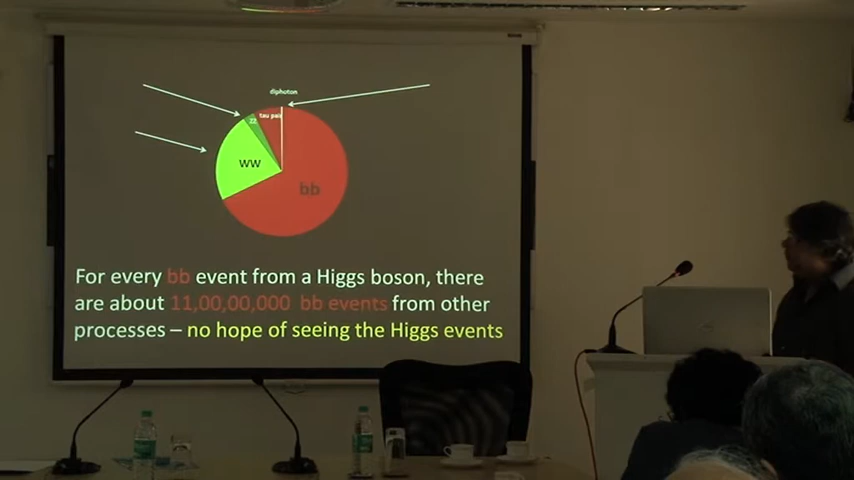 diphoton
ZZ
tau pair
WW
bb
For every bb event from a Higgs boson, there
are about 11,00,00,000 bb events from other
processes – no hope of seeing the Higgs events